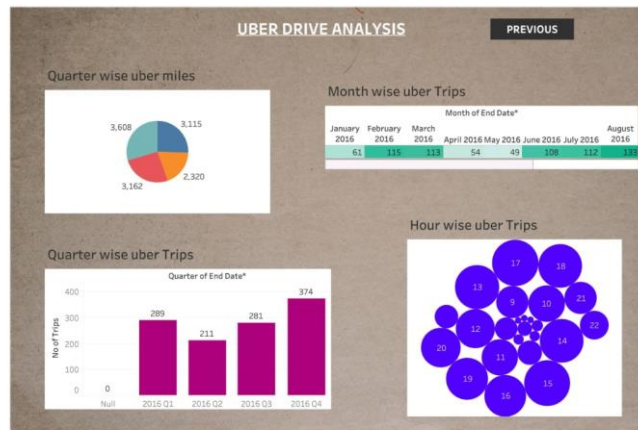 UBER DRIVE ANALYSIS
PREVIOUS
Quarter wise uber miles
3,608
3,115
3,162
2,320
Month wise uber Trips
Month of End Date*
January 2016 February 2016 March 2016 April 2016 May 2016 June 2016 July 2016 August 2016
61 115 113 54 49 108 112 133
Quarter wise uber Trips
Quarter of End Date*
No of Trips
400
300
200
100
0
0
289
211
281
374
Null 2016 Q1 2016 Q2 2016 Q3 2016 Q4
Hour wise uber Trips
17
18
13
9
10
21
22
12
14
20
11
19
15
16